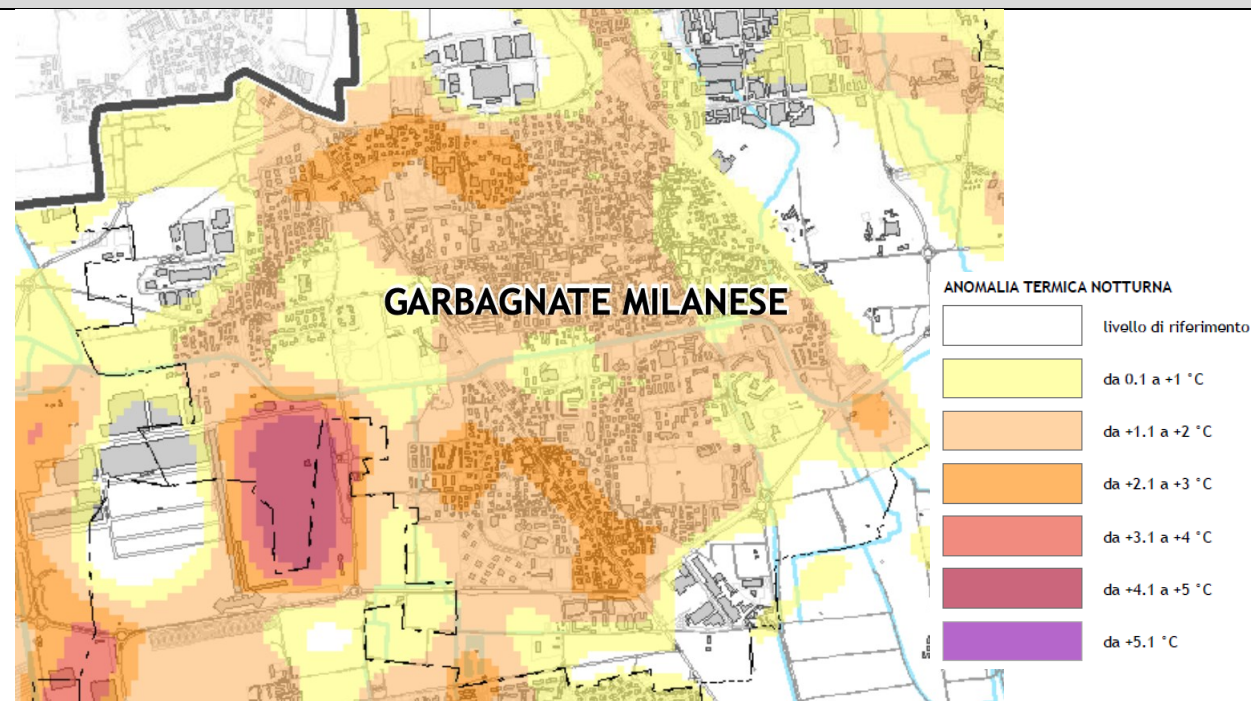 GARBAGNATE MILANESE
ANOMALIA TERMICA NOTTURNA
livello di riferimento
da 0.1 a +1 °C
da +1.1 a +2 °C
da +2.1 a +3 °C
da +3.1 a +4 °C
da +4.1 a +5 °C
da +5.1 °C